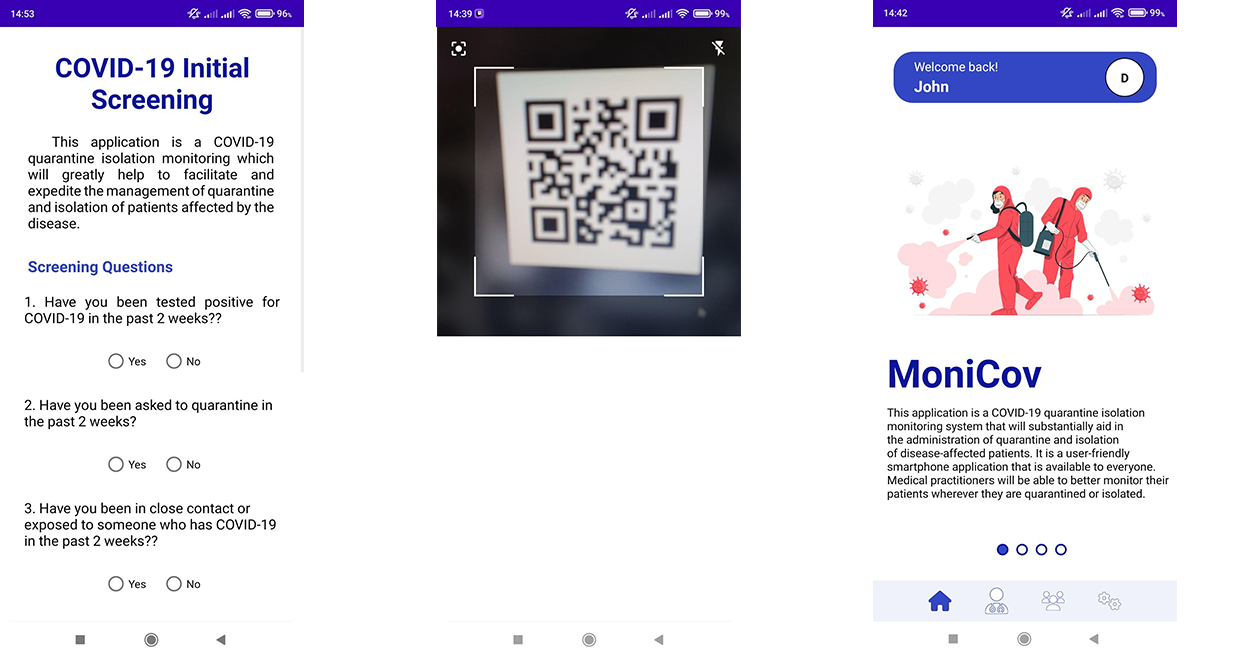 14:53
96%
COVID-19 Initial
Screening
This application is a COVID-19
quarantine isolation monitoring which
will greatly help to facilitate and
expedite the management of quarantine
and isolation of patients affected by the
disease.
Screening Questions
1. Have you been tested positive for
COVID-19 in the past 2 weeks??
Yes No
2. Have you been asked to quarantine in
the past 2 weeks?
Yes No
3. Have you been in close contact or
exposed to someone who has COVID-19
in the past 2 weeks??
Yes No
14:39
99%
14:42
99%
Welcome back!
John
D
MoniCov
This application is a COVID-19 quarantine isolation
monitoring system that will substantially aid in
the administration of quarantine and isolation
of disease-affected patients. It is a user-friendly
smartphone application that is available to everyone.
Medical practitioners will be able to better monitor their
patients wherever they are quarantined or isolated.